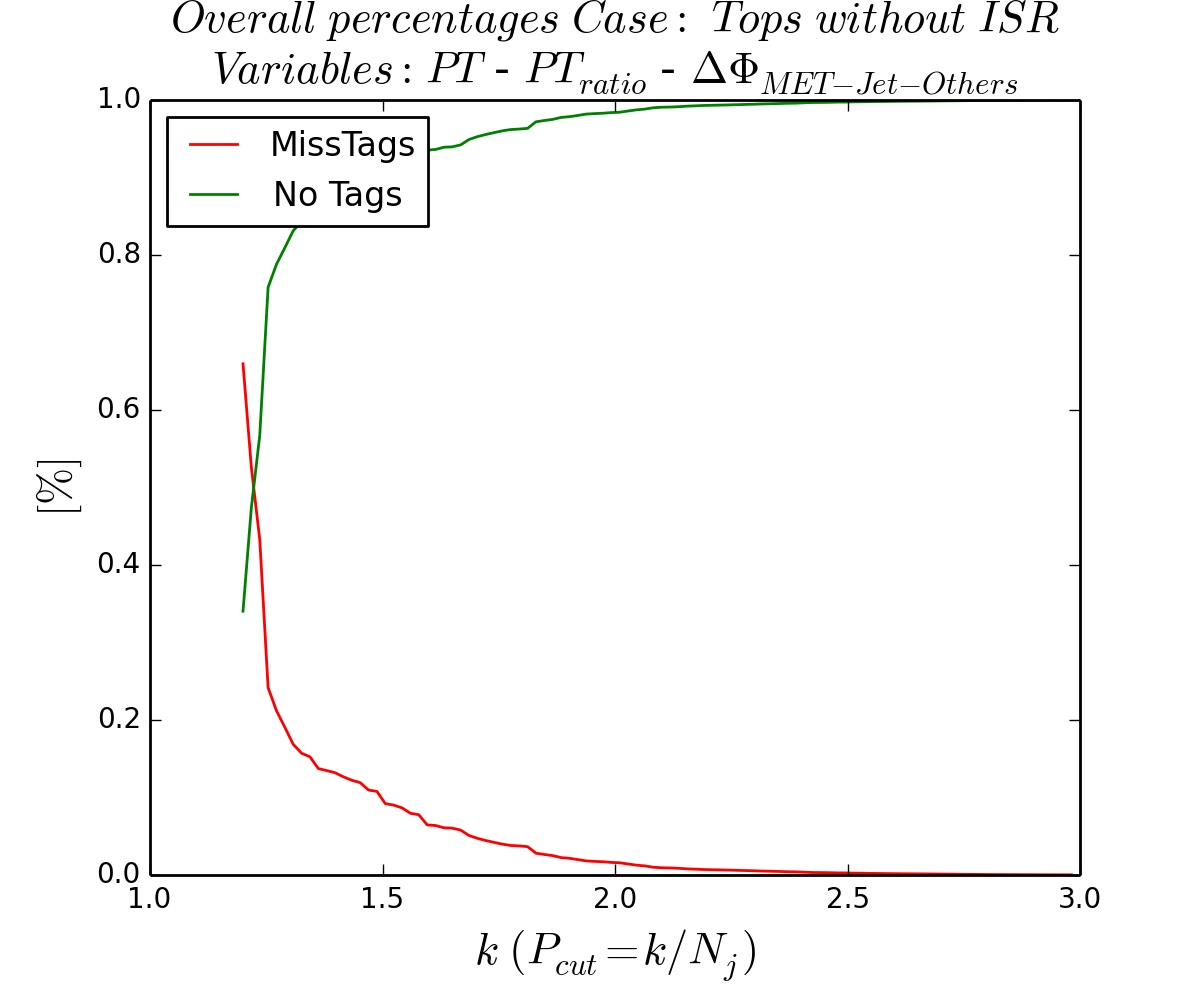 Overall percentages Case: Tops without ISR
Variables: PT - PT_ratio - ΔΦ_MET−Jet−Others
1.0
MissTags
No Tags
0.8
0.6
[%]
0.4
0.2
0.0
1.0 1.5 2.0 2.5 3.0
k (P_cut = k/N_j)